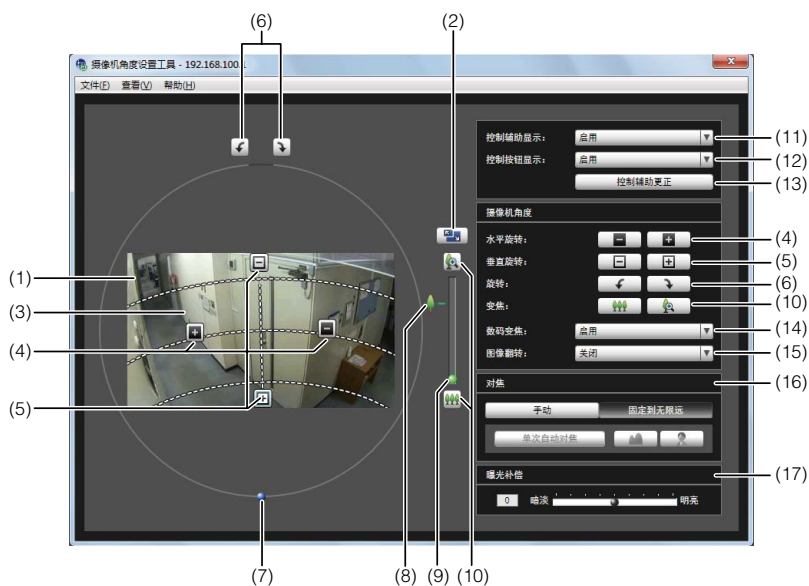 (6)
(2)
摄像机角度设置工具 - 192.168.100.1
文件(F) 查看(V) 帮助(H)
控制辅助显示： 启用
(11)
控制按钮显示： 启用
(12)
控制辅助更正
(13)
摄像机角度
水平旋转：
(4)
垂直旋转：
(5)
旋转：
(6)
变焦：
(10)
数码变焦： 启用
(14)
图像翻转： 关闭
(15)
对焦
(16)
手动 固定到无限远
单次自动对焦
曝光补偿
(17)
0 暗淡 明亮
(1)
(3)
(4)
(5)
(7)
(8)
(9)
(10)